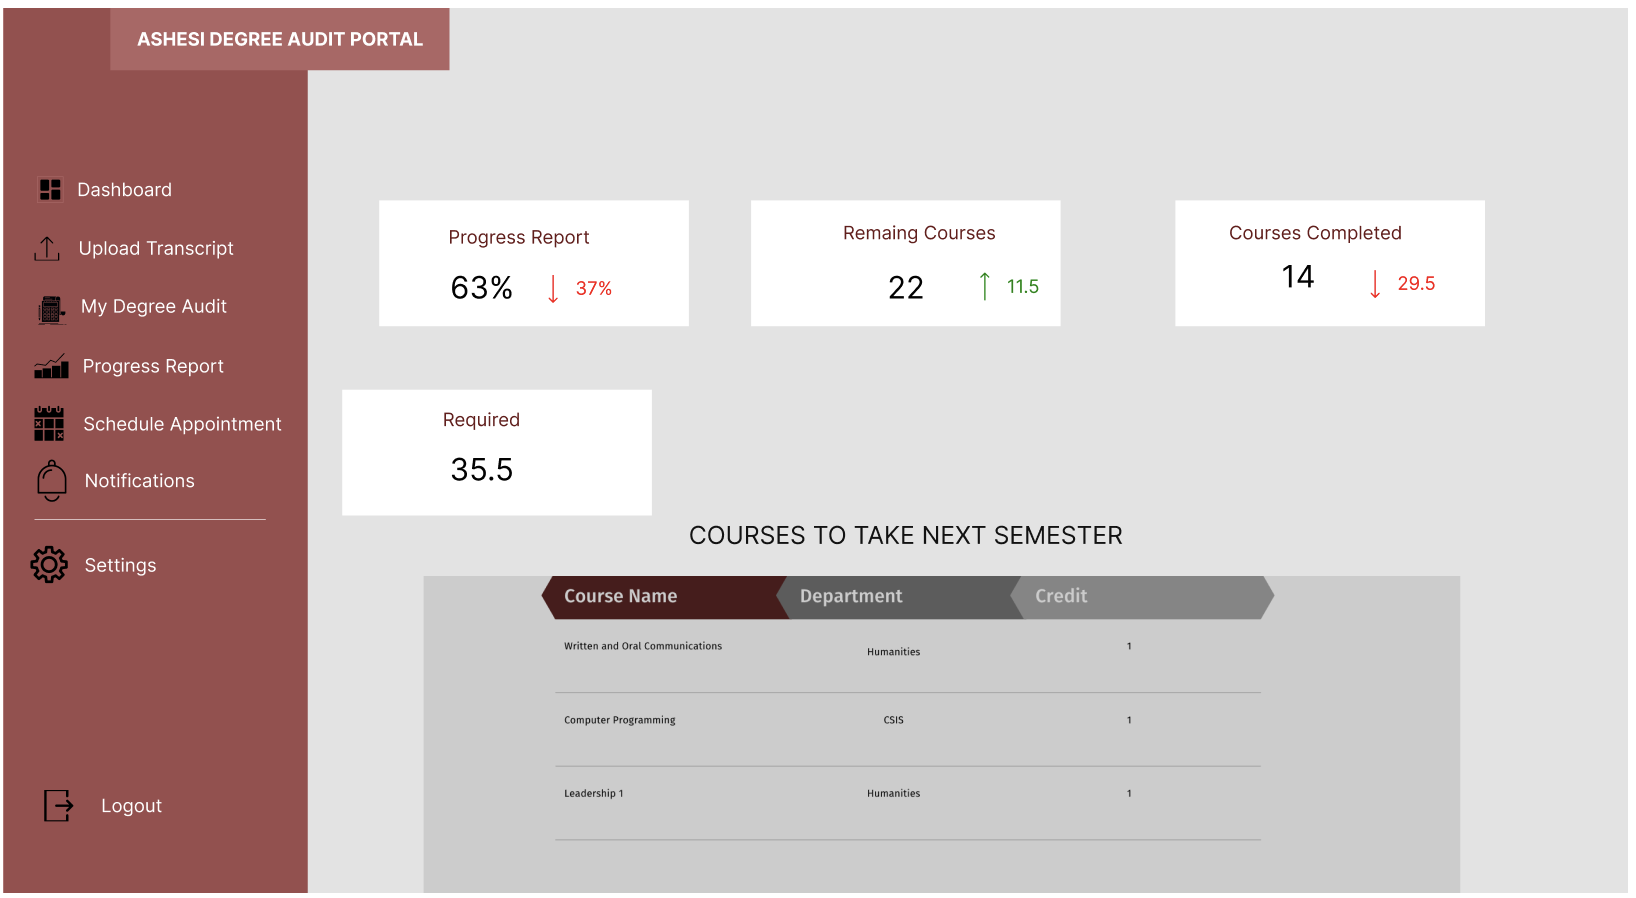 ASHESI DEGREE AUDIT PORTAL
Dashboard
Upload Transcript
My Degree Audit
Progress Report
Schedule Appointment
Notifications
Settings
Logout
Progress Report
63% ↓ 37%
Remaing Courses
22 ↑ 11.5
Courses Completed
14 ↓ 29.5
Required
35.5
COURSES TO TAKE NEXT SEMESTER
Course Name Department Credit
Written and Oral Communications Humanities 1
Computer Programming CSIS 1
Leadership 1 Humanities 1